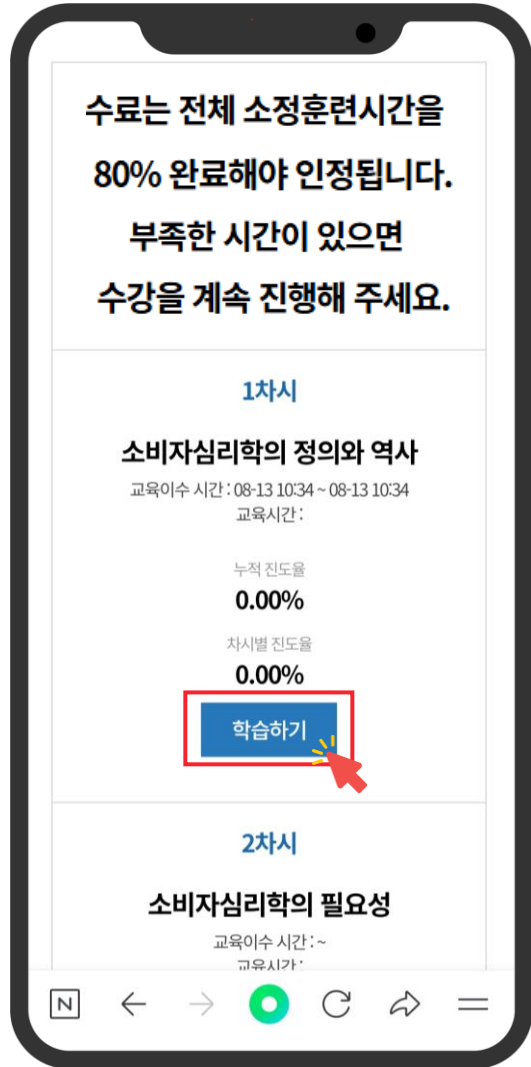 수료는 전체 소정훈련시간을
80% 완료해야 인정됩니다.
부족한 시간이 있으면
수강을 계속 진행해 주세요.
1차시
소비자심리학의 정의와 역사
교육이수 시간 : 08-13 10:34 ~ 08-13 10:34
교육시간 :
누적 진도율
0.00%
차시별 진도율
0.00%
학습하기
2차시
소비자심리학의 필요성
교육이수 시간 : ~
교육시간 :
N